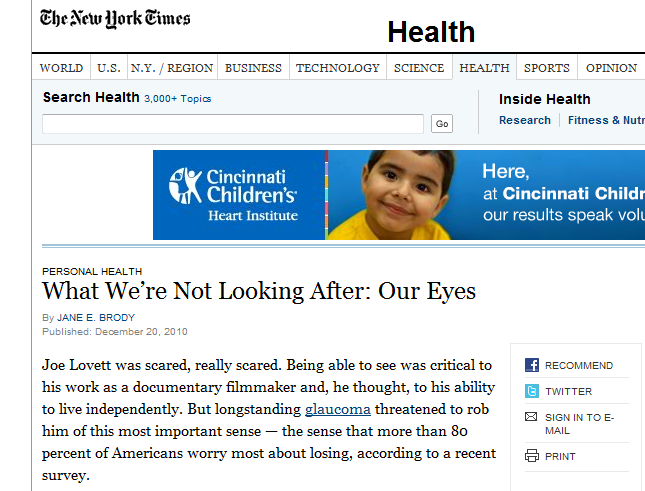 The New York Times
Health
WORLD U.S. N.Y. / REGION BUSINESS TECHNOLOGY SCIENCE HEALTH SPORTS OPINION
Search Health 3,000+ Topics
Go
Inside Health
Research Fitness & Nutr
Cincinnati
Children's
Heart Institute
Here,
at Cincinnati Childr
our results speak volu
PERSONAL HEALTH
What We're Not Looking After: Our Eyes
By JANE E. BRODY
Published: December 20, 2010
Joe Lovett was scared, really scared. Being able to see was critical to
his work as a documentary filmmaker and, he thought, to his ability
to live independently. But longstanding glaucoma threatened to rob
him of this most important sense — the sense that more than 80
percent of Americans worry most about losing, according to a recent
survey.
RECOMMEND
TWITTER
SIGN IN TO E-
MAIL
PRINT